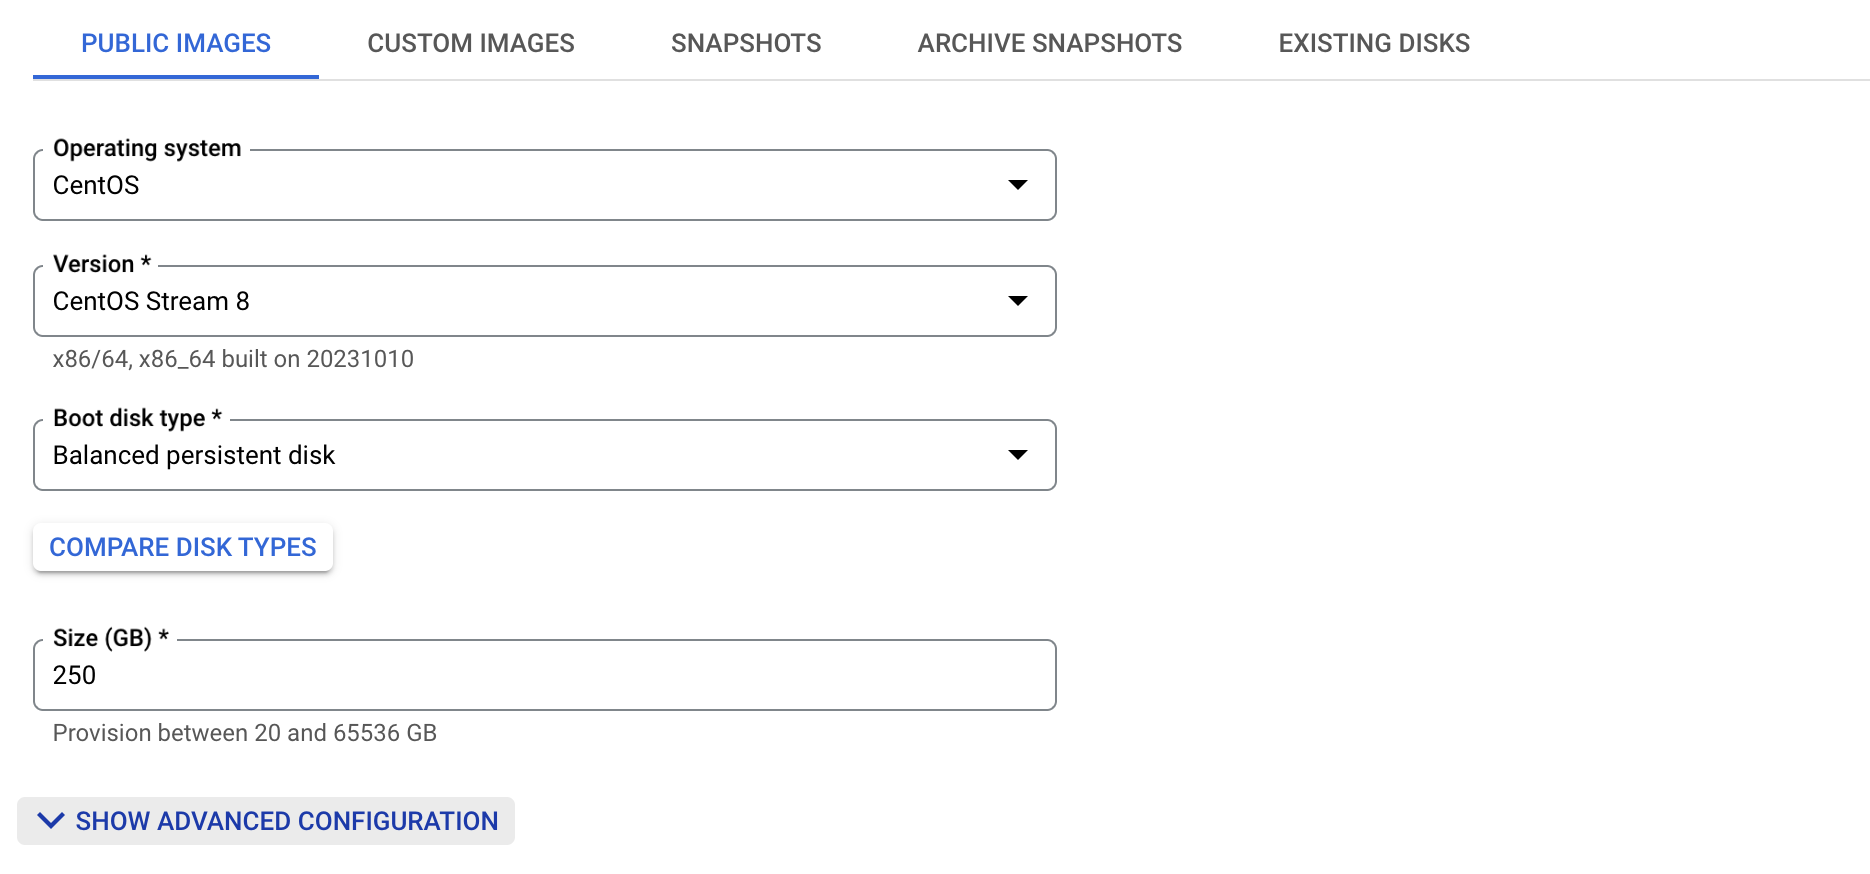 PUBLIC IMAGES CUSTOM IMAGES SNAPSHOTS ARCHIVE SNAPSHOTS EXISTING DISKS
Operating system
CentOS
Version *
CentOS Stream 8
x86/64, x86_64 built on 20231010
Boot disk type *
Balanced persistent disk
COMPARE DISK TYPES
Size (GB) *
250
Provision between 20 and 65536 GB
SHOW ADVANCED CONFIGURATION